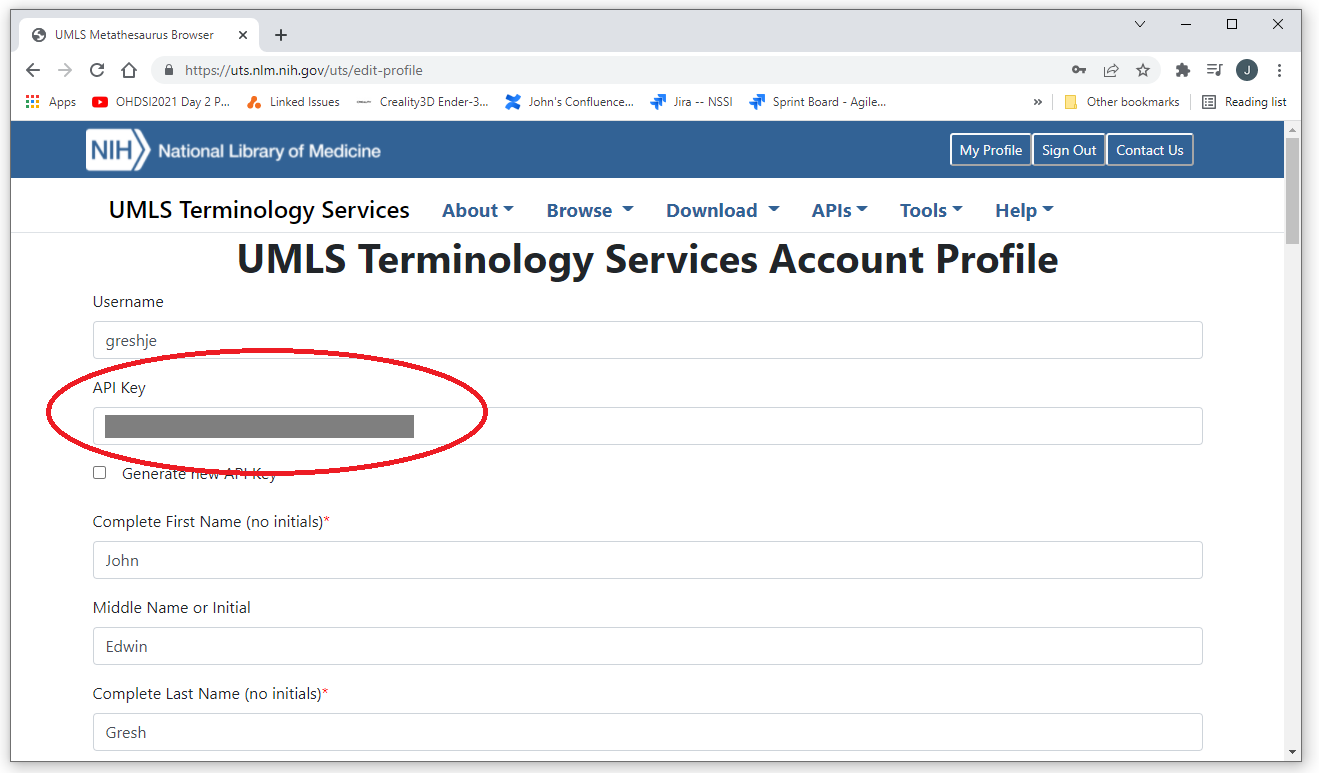 UMLS Metathesaurus Browser
https://uts.nlm.nih.gov/uts/edit-profile
J
Apps OHDSI2021 Day 2 P... Linked Issues Creality3D Ender-3... John's Confluence... Jira -- NSSI Sprint Board - Agile... » Other bookmarks Reading list
NIH National Library of Medicine
My Profile Sign Out Contact Us
UMLS Terminology Services About Browse Download APIs Tools Help
UMLS Terminology Services Account Profile
Username
greshje
API Key
Generate new API Key
Complete First Name (no initials)*
John
Middle Name or Initial
Edwin
Complete Last Name (no initials)*
Gresh